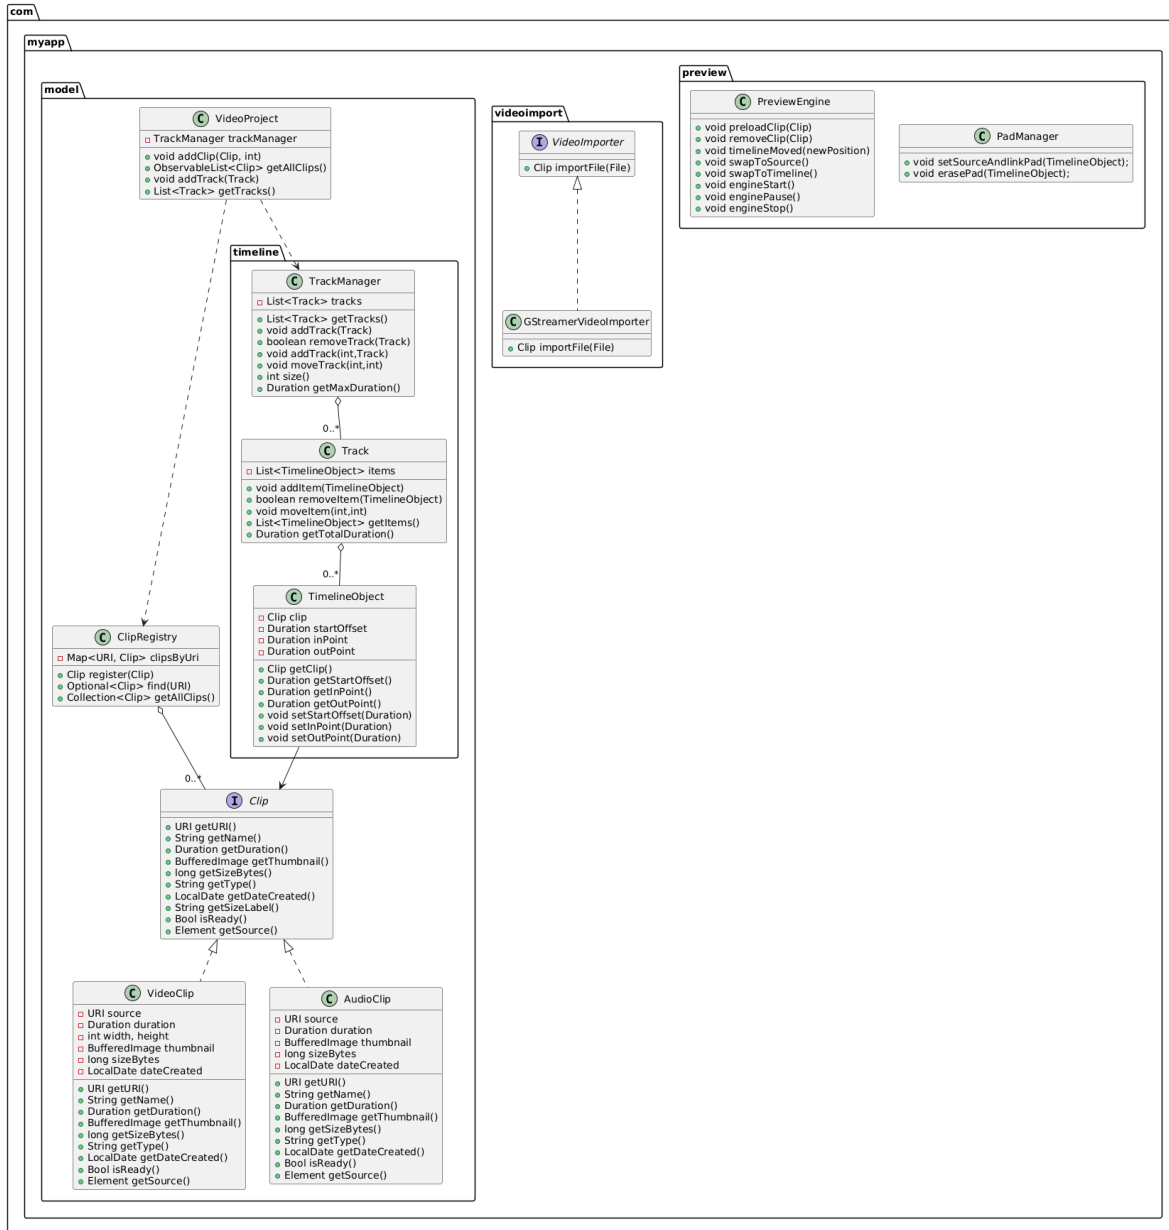 com
myapp
model
C VideoProject
TrackManager trackManager
void addClip(Clip, int)
ObservableList<Clip> getAllClips()
void addTrack(Track)
List<Track> getTracks()
timeline
C TrackManager
List<Track> tracks
List<Track> getTracks()
void addTrack(Track)
boolean removeTrack(Track)
void addTrack(int,Track)
void moveTrack(int,int)
int size()
Duration getMaxDuration()
0..*
C Track
List<TimelineObject> items
void addItem(TimelineObject)
boolean removeItem(TimelineObject)
void moveItem(int,int)
List<TimelineObject> getItems()
Duration getTotalDuration()
0..*
C TimelineObject
Clip clip
Duration startOffset
Duration inPoint
Duration outPoint
Clip getClip()
Duration getStartOffset()
Duration getInPoint()
Duration getOutPoint()
void setStartOffset(Duration)
void setInPoint(Duration)
void setOutPoint(Duration)
C ClipRegistry
Map<URI, Clip> clipsByUri
Clip register(Clip)
Optional<Clip> find(URI)
Collection<Clip> getAllClips()
0..*
I Clip
URI getURI()
String getName()
Duration getDuration()
BufferedImage getThumbnail()
long getSizeBytes()
String getType()
LocalDate getDateCreated()
String getSizeLabel()
Bool isReady()
Element getSource()
C VideoClip
URI source
Duration duration
int width, height
BufferedImage thumbnail
long sizeBytes
LocalDate dateCreated
URI getURI()
String getName()
Duration getDuration()
BufferedImage getThumbnail()
long getSizeBytes()
String getType()
LocalDate getDateCreated()
Bool isReady()
Element getSource()
C AudioClip
URI source
Duration duration
BufferedImage thumbnail
long sizeBytes
LocalDate dateCreated
URI getURI()
String getName()
Duration getDuration()
BufferedImage getThumbnail()
long getSizeBytes()
String getType()
LocalDate getDateCreated()
Bool isReady()
Element getSource()
videoimport
I VideoImporter
Clip importFile(File)
C GStreamerVideoImporter
Clip importFile(File)
preview
C PreviewEngine
void preloadClip(Clip)
void removeClip(Clip)
void timelineMoved(newPosition)
void swapToSource()
void swapToTimeline()
void engineStart()
void enginePause()
void engineStop()
C PadManager
void setSourceAndlinkPad(TimelineObject);
void erasePad(TimelineObject);